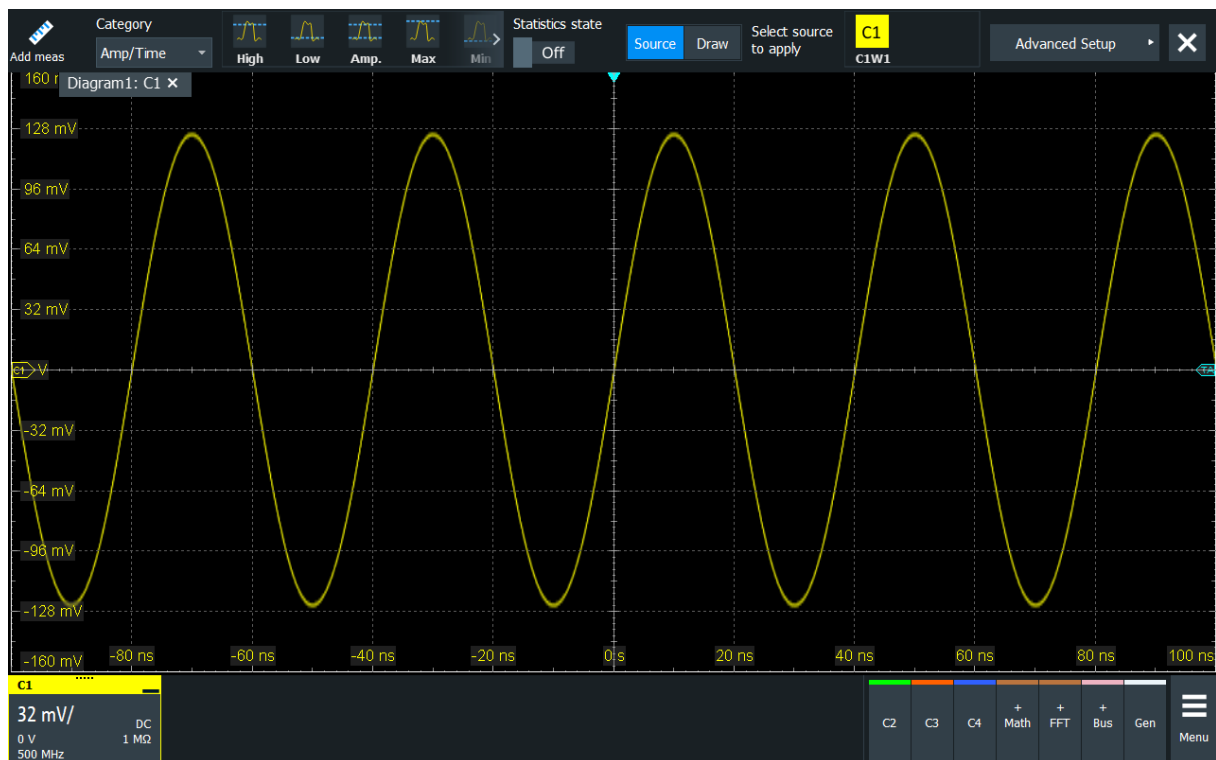 Add meas
Category
Amp/Time
High
Low
Amp.
Max
Min
Statistics state
Off
Source
Draw
Select source
to apply
C1
C1W1
Advanced Setup
Diagram1: C1
128 mV
96 mV
64 mV
32 mV
C1
V
TA
-32 mV
-64 mV
-96 mV
-128 mV
-160 mV
-80 ns
-60 ns
-40 ns
-20 ns
0 s
20 ns
40 ns
60 ns
80 ns
100 ns
C1
32 mV/
DC
0 V
1 MΩ
500 MHz
C2
C3
C4
+
Math
+
FFT
+
Bus
Gen
Menu